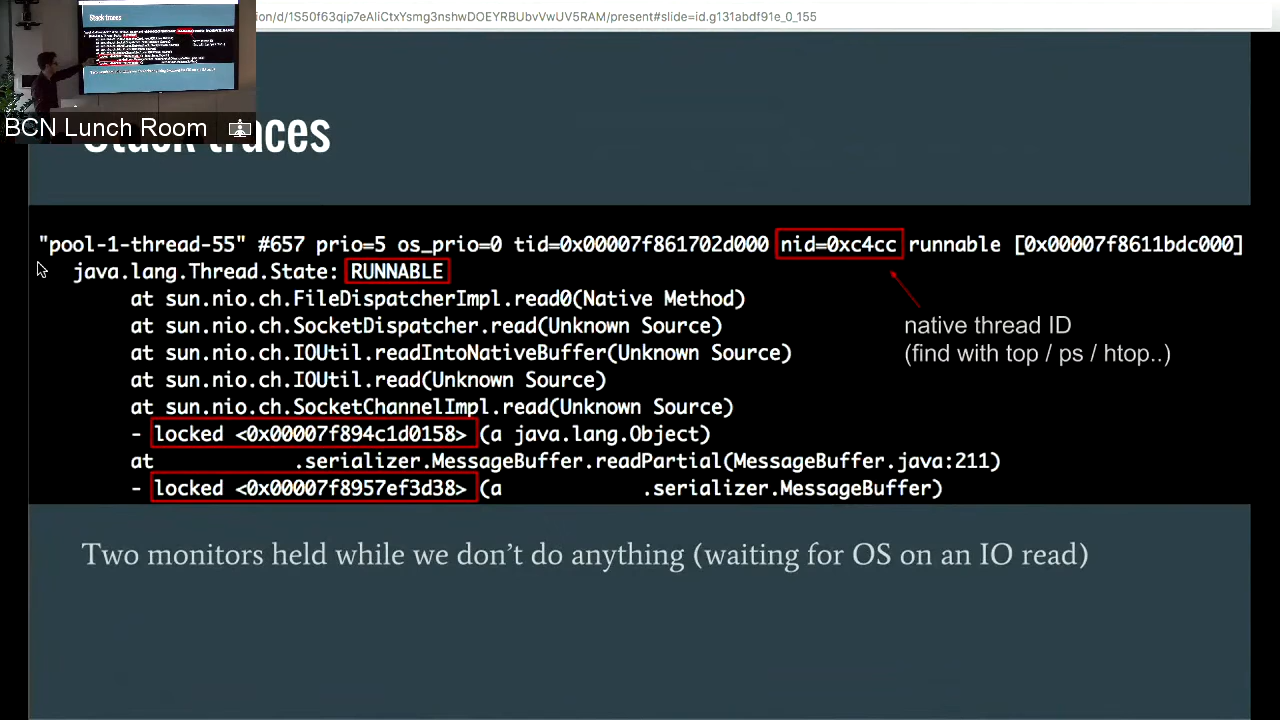 ion/d/1S50f63qip7eAIiCtxYsmg3nshwDOEYRBUbvVwUV5RAM/present#slide=id.g131abdf91e_0_155
Stack traces
BCN Lunch Room
Stack traces
"pool-1-thread-55" #657 prio=5 os_prio=0 tid=0x00007f861702d000 nid=0xc4cc runnable [0x00007f8611bdc000]
java.lang.Thread.State: RUNNABLE
at sun.nio.ch.FileDispatcherImpl.read0(Native Method)
at sun.nio.ch.SocketDispatcher.read(Unknown Source)
at sun.nio.ch.IOUtil.readIntoNativeBuffer(Unknown Source)
at sun.nio.ch.IOUtil.read(Unknown Source)
at sun.nio.ch.SocketChannelImpl.read(Unknown Source)
- locked <0x00007f894c1d0158> (a java.lang.Object)
at .serializer.MessageBuffer.readPartial(MessageBuffer.java:211)
- locked <0x00007f8957ef3d38> (a .serializer.MessageBuffer)
native thread ID
(find with top / ps / htop..)
Two monitors held while we don't do anything (waiting for OS on an IO read)